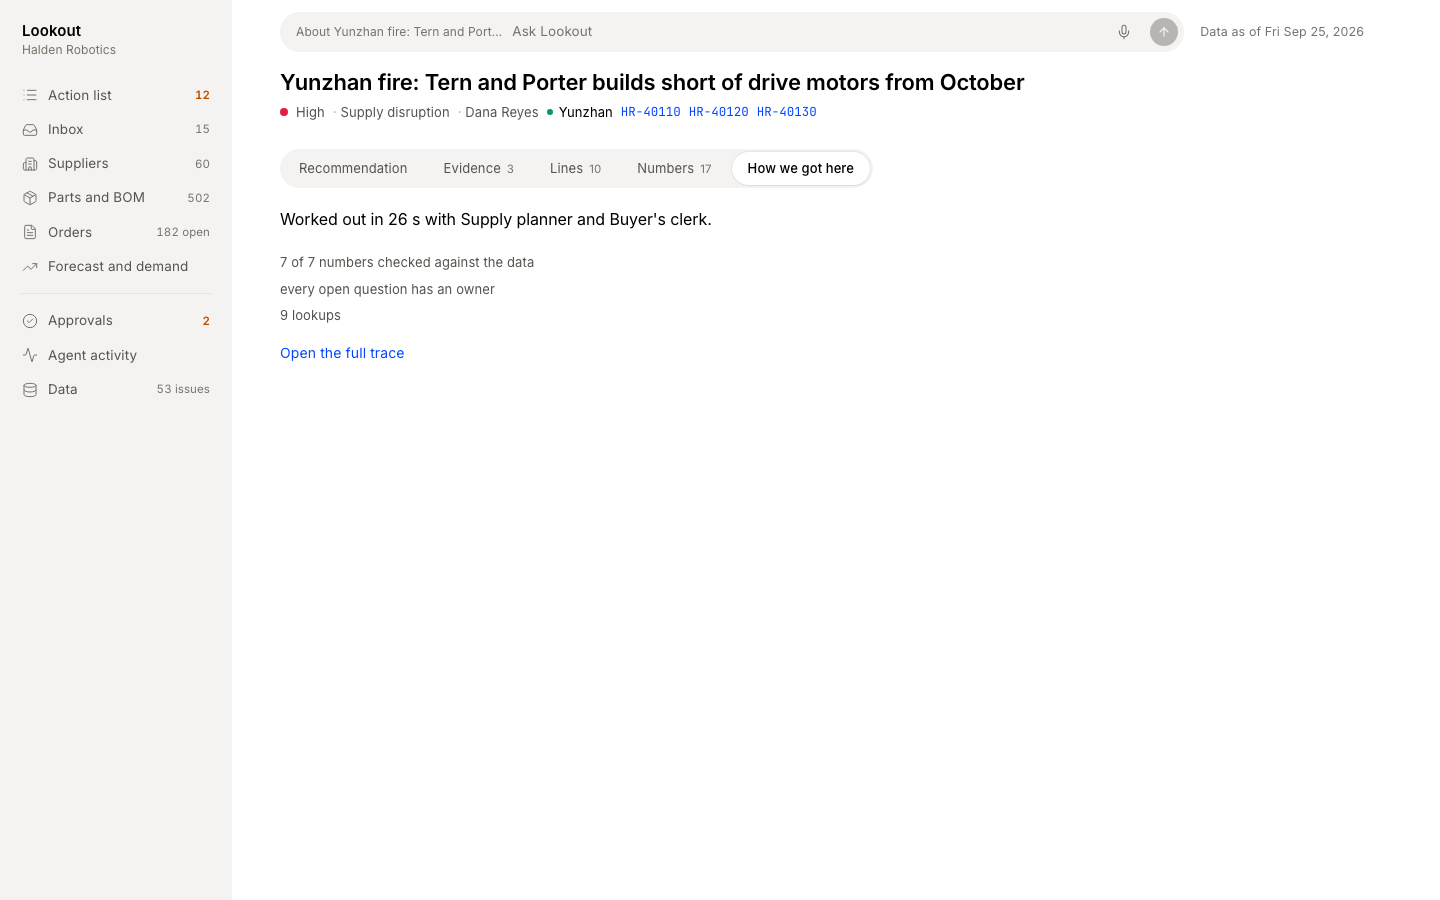 Lookout
Halden Robotics
Action list 12
Inbox 15
Suppliers 60
Parts and BOM 502
Orders 182 open
Forecast and demand
Approvals 2
Agent activity
Data 53 issues
About Yunzhan fire: Tern and Port... Ask Lookout
Data as of Fri Sep 25, 2026
Yunzhan fire: Tern and Porter builds short of drive motors from October
High · Supply disruption · Dana Reyes Yunzhan HR-40110 HR-40120 HR-40130
Recommendation Evidence 3 Lines 10 Numbers 17 How we got here
Worked out in 26 s with Supply planner and Buyer's clerk.
7 of 7 numbers checked against the data
every open question has an owner
9 lookups
Open the full trace